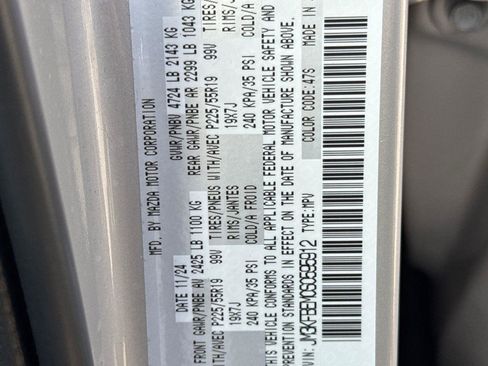 MFD. BY MAZDA MOTOR CORPORATION
DATE 11/24 GVWR/PNBV 4724 LB 2143 KG
FRONT GAWR/PNBE AV 2425 LB 1100 KG REAR GAWR/PNBE AR 2299 LB 1043 KG
TIRES/PNEUS WITH/AVEC P225/55R19 99V TIRES/ WITH/AVEC P225/55R19 99V
RIMS/JANTES 19X7J RIMS/ 19X7J
COLD/A FROID 240 KPA/35 PSI COLD/A 240 KPA/35 PSI
CONFORMS TO ALL APPLICABLE FEDERAL MOTOR VEHICLE SAFETY AND
PREVENTION STANDARDS IN EFFECT ON THE DATE OF MANUFACTURE SHOWN ABOVE.
COLOR CODE: 47S MADE IN
VIN: TYPE: MPV